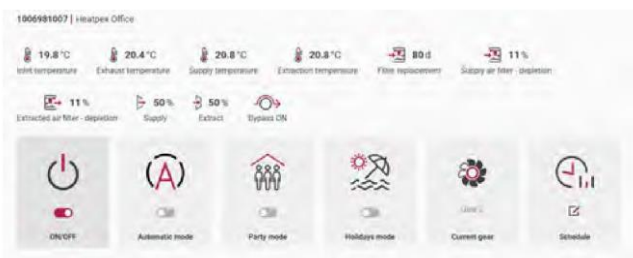 1006981007 | Heatpex Office
19.8 °C 20.4 °C 20.8 °C 20.8 °C 80 d 11 %
Inlet temperature Exhaust temperature Supply temperature Extraction temperature Filtre replacement Supply air filter - depletion
11 % 50 % 50 %
Extracted air filter - depletion Supply Extract Bypass ON
A
ON/OFF Automatic mode Party mode Holidays mode Current gear Schedule